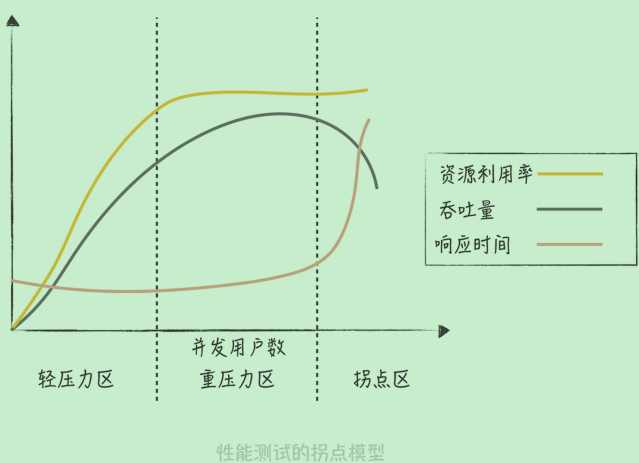 资源利用率
吞吐量
响应时间
并发用户数
轻压力区
重压力区
拐点区
性能测试的拐点模型